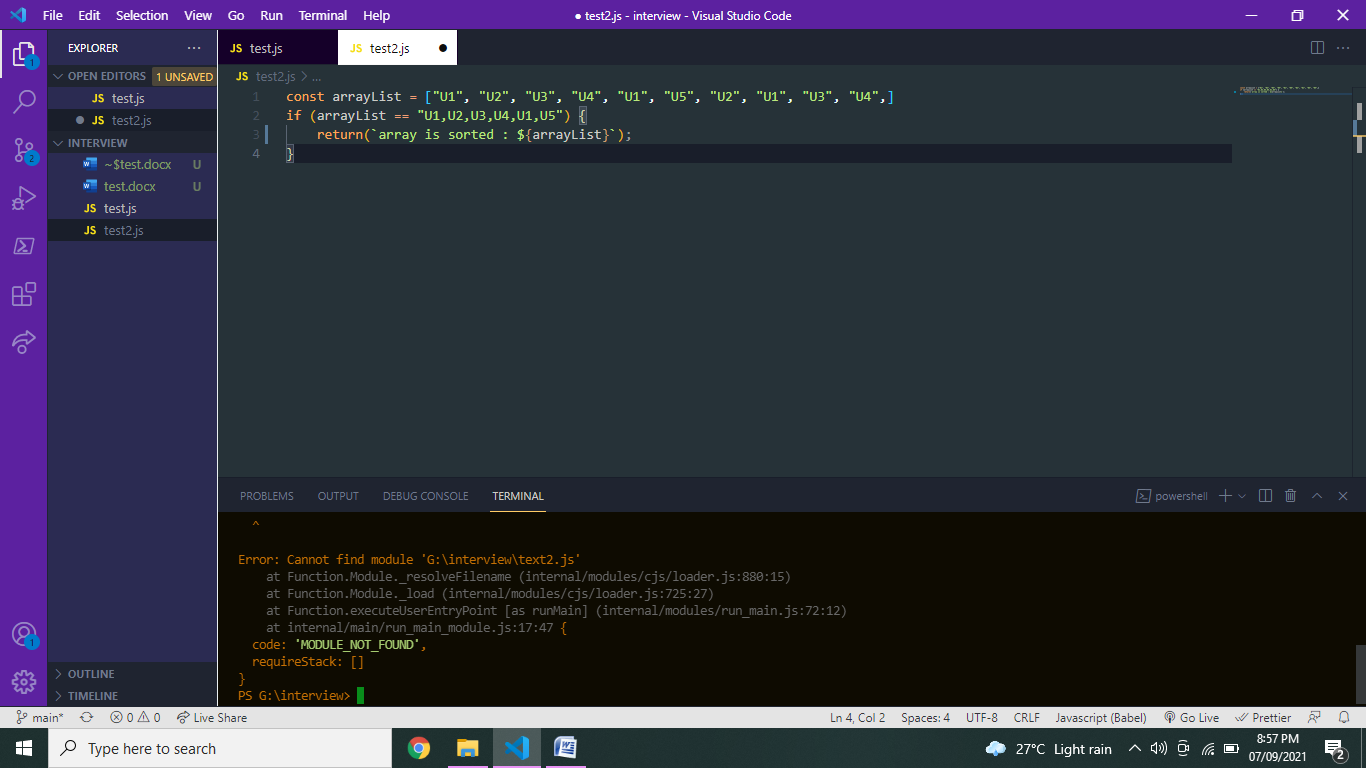 File Edit Selection View Go Run Terminal Help
● test2.js - interview - Visual Studio Code
EXPLORER
OPEN EDITORS 1 UNSAVED
JS test.js
JS test2.js
INTERVIEW
~$test.docx U
test.docx U
JS test.js
JS test2.js
OUTLINE
TIMELINE
1
2
1
JS test.js
JS test2.js
JS test2.js > ...
1 const arrayList = ["U1", "U2", "U3", "U4", "U1", "U5", "U2", "U1", "U3", "U4",]
2 if (arrayList == "U1,U2,U3,U4,U1,U5") {
3 return(`array is sorted : ${arrayList}`);
4 }
PROBLEMS OUTPUT DEBUG CONSOLE TERMINAL
powershell
^
Error: Cannot find module 'G:\interview\text2.js'
at Function.Module._resolveFilename (internal/modules/cjs/loader.js:880:15)
at Function.Module._load (internal/modules/cjs/loader.js:725:27)
at Function.executeUserEntryPoint [as runMain] (internal/modules/run_main.js:72:12)
at internal/main/run_main_module.js:17:47 {
code: 'MODULE_NOT_FOUND',
requireStack: []
}
PS G:\interview>
main* 0 0 Live Share
Ln 4, Col 2 Spaces: 4 UTF-8 CRLF Javascript (Babel) Go Live Prettier
Type here to search
27°C Light rain
8:57 PM
07/09/2021
2